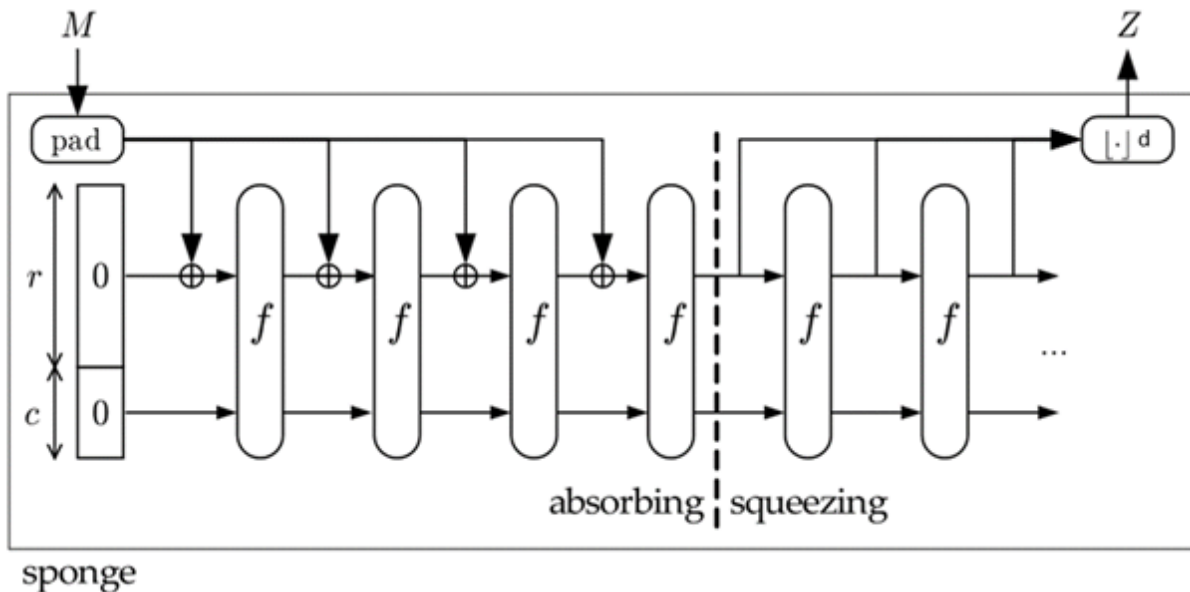 M Z
pad ⌊.⌋ d
r 0 f f f f f f ...
c 0
absorbing squeezing
sponge